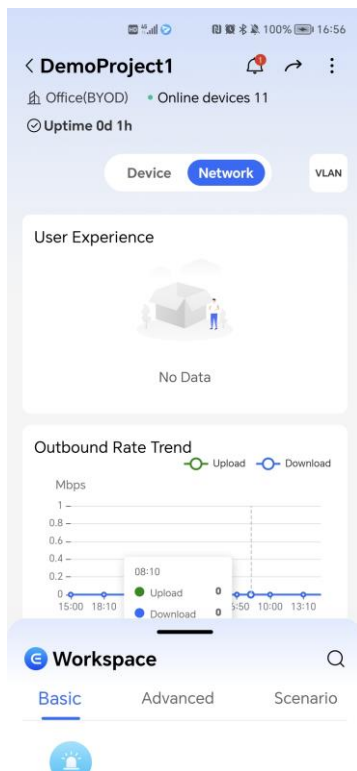 100% 16:56
DemoProject1
Office(BYOD) • Online devices 11
Uptime 0d 1h
Device Network VLAN
User Experience
No Data
Outbound Rate Trend
Upload Download
Mbps
1
0.8
0.6
0.4
0.2
0
08:10
Upload 0
Download 0
15:00 18:10 5:50 10:00 13:10
Workspace
Basic Advanced Scenario